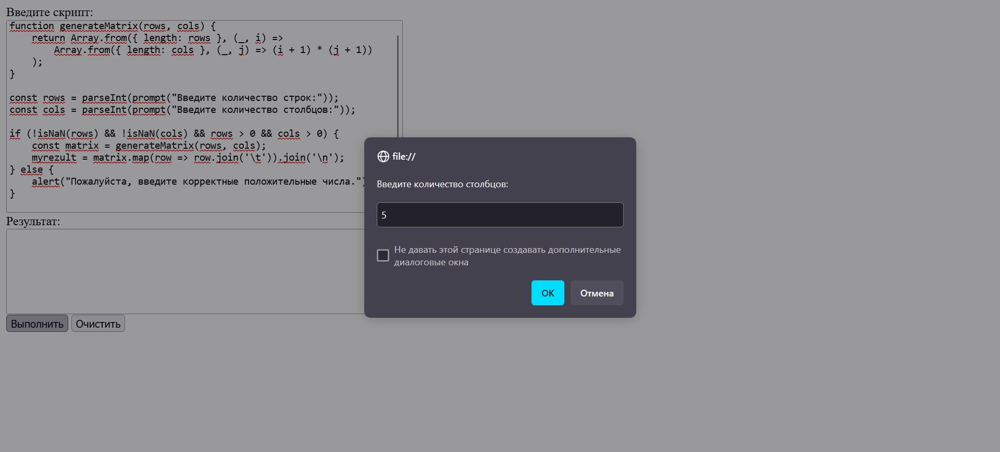 Введите скрипт:
function generateMatrix(rows, cols) {
    return Array.from({ length: rows }, (_, i) =>
        Array.from({ length: cols }, (_, j) => (i + 1) * (j + 1))
    );
}
const rows = parseInt(prompt("Введите количество строк:"));
const cols = parseInt(prompt("Введите количество столбцов:"));
if (!isNaN(rows) && !isNaN(cols) && rows > 0 && cols > 0) {
    const matrix = generateMatrix(rows, cols);
    myrezult = matrix.map(row => row.join('\t')).join('\n');
} else {
    alert("Пожалуйста, введите корректные положительные числа.")
}
Результат:
Выполнить Очистить
file://
Введите количество столбцов:
5
Не давать этой странице создавать дополнительные
диалоговые окна
ОК Отмена